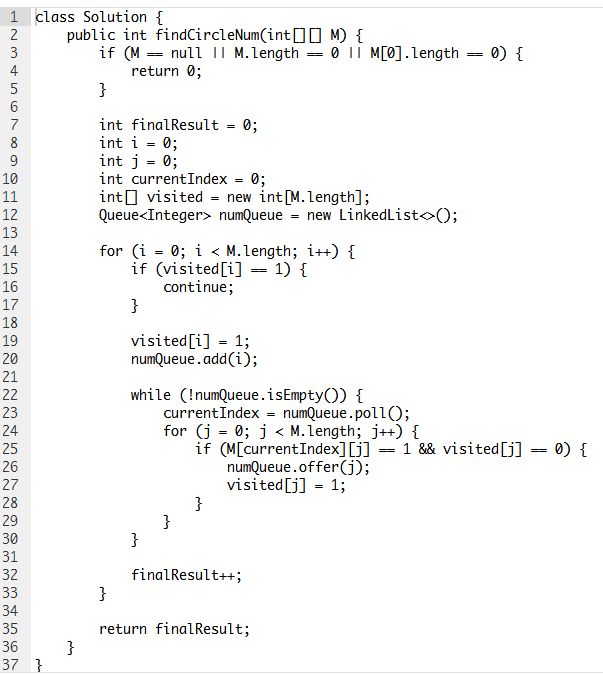 1 class Solution {
2     public int findCircleNum(int[][] M) {
3         if (M == null || M.length == 0 || M[0].length == 0) {
4             return 0;
5         }
6
7         int finalResult = 0;
8         int i = 0;
9         int j = 0;
10         int currentIndex = 0;
11         int[] visited = new int[M.length];
12         Queue<Integer> numQueue = new LinkedList<>();
13
14         for (i = 0; i < M.length; i++) {
15             if (visited[i] == 1) {
16                 continue;
17             }
18
19             visited[i] = 1;
20             numQueue.add(i);
21
22             while (!numQueue.isEmpty()) {
23                 currentIndex = numQueue.poll();
24                 for (j = 0; j < M.length; j++) {
25                     if (M[currentIndex][j] == 1 && visited[j] == 0) {
26                         numQueue.offer(j);
27                         visited[j] = 1;
28                     }
29                 }
30             }
31
32             finalResult++;
33         }
34
35         return finalResult;
36     }
37 }